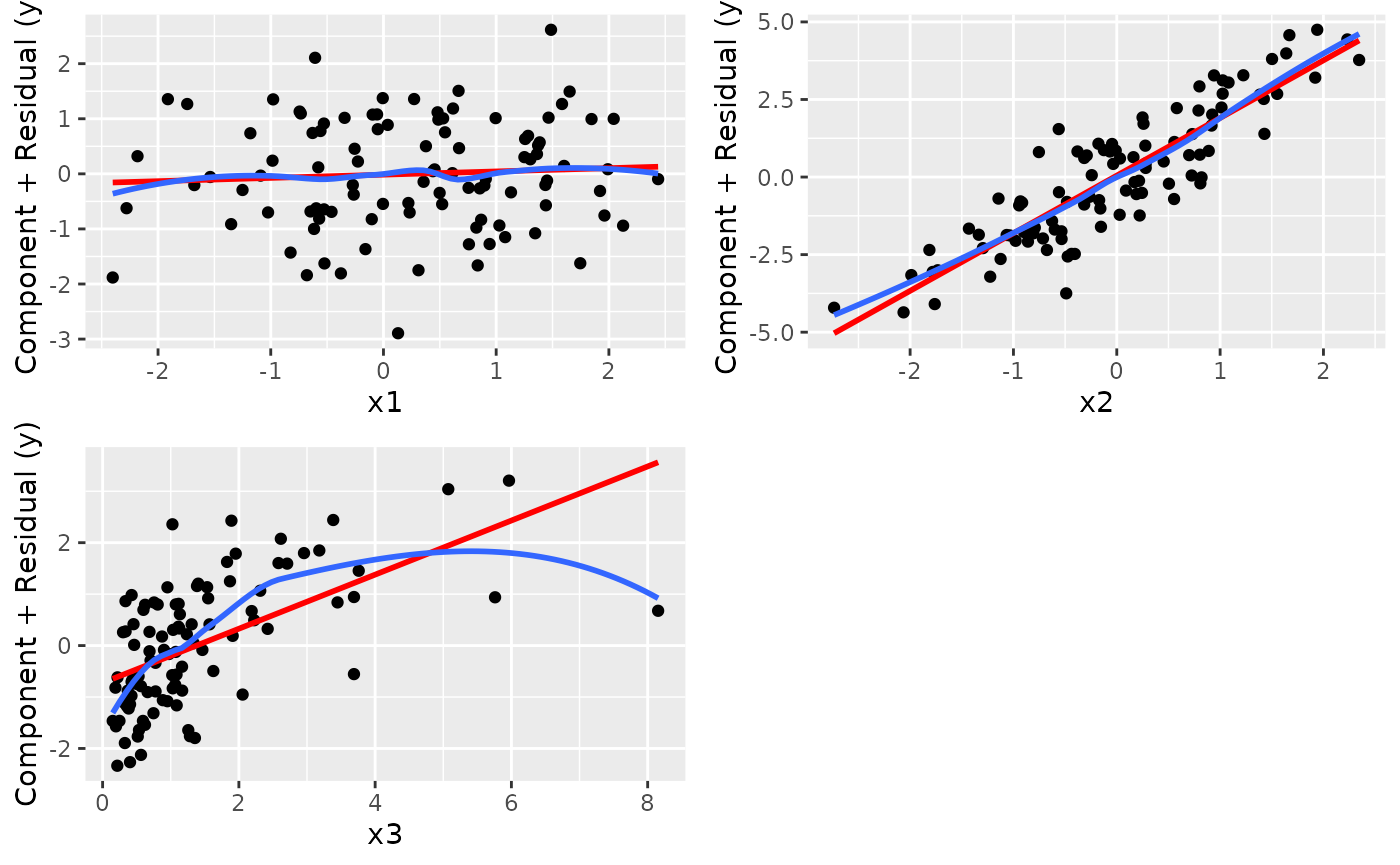 Component + Residual (y
2
1
0
-1
-2
-3
-2 -1 0 1 2
x1
Component + Residual (y
5.0
2.5
0.0
-2.5
-5.0
-2 -1 0 1 2
x2
Component + Residual (y)
2
0
-2
0 2 4 6 8
x3